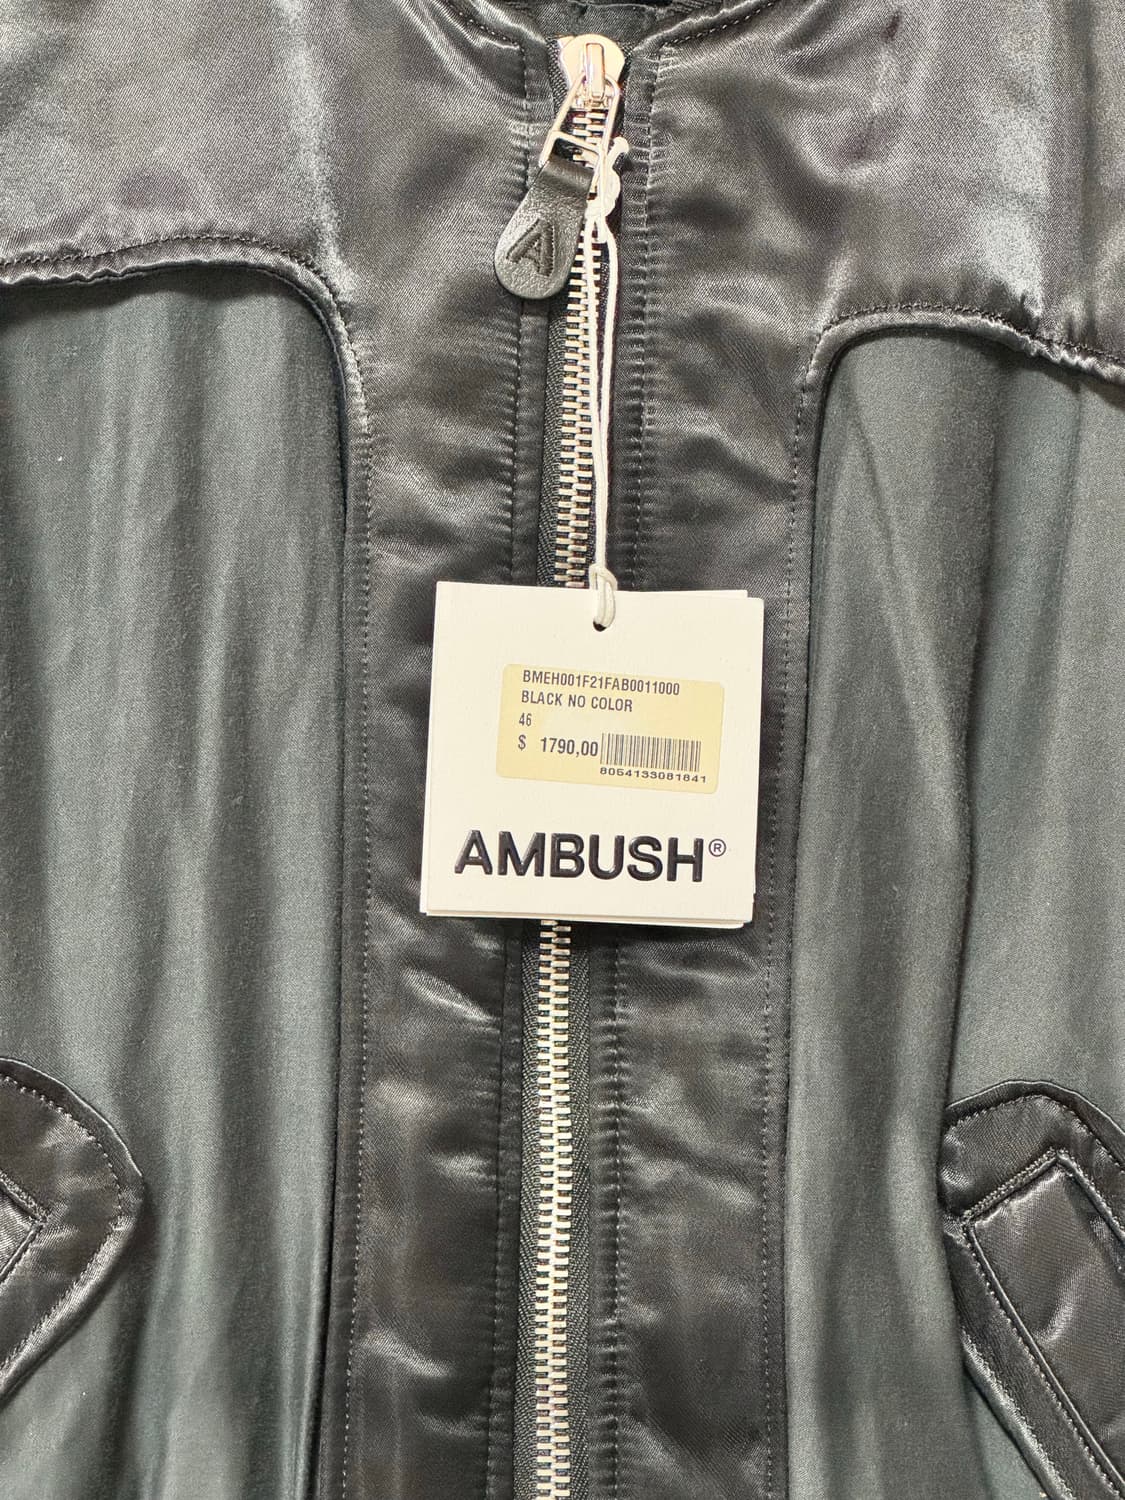 A
BMEH001F21FAB0011000
BLACK NO COLOR
46
$ 1790,00
8054133081841
AMBUSH®